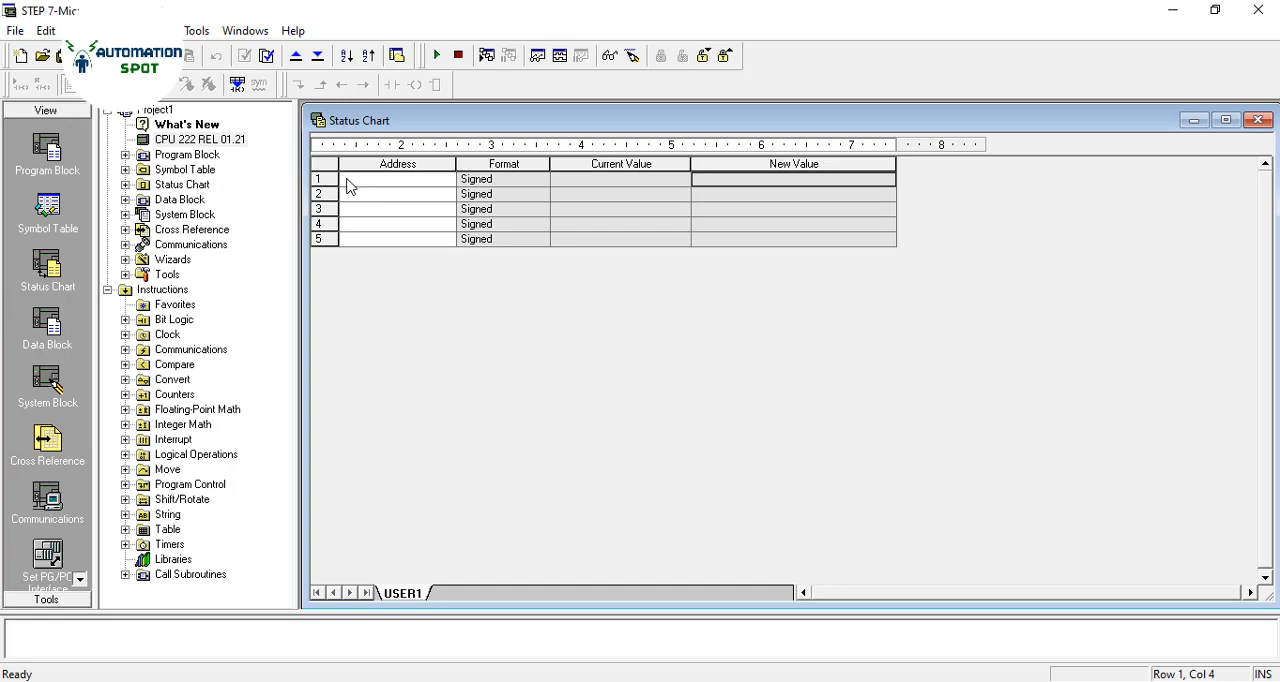 STEP 7-Mic
File Edit Tools Windows Help
AUTOMATION
SPOT
View
Program Block
Symbol Table
Status Chart
Data Block
System Block
Cross Reference
Communications
Set PG/PC
Interface
Tools
Project1
What's New
CPU 222 REL 01.21
Program Block
Symbol Table
Status Chart
Data Block
System Block
Cross Reference
Communications
Wizards
Tools
Instructions
Favorites
Bit Logic
Clock
Communications
Compare
Convert
Counters
Floating-Point Math
Integer Math
Interrupt
Logical Operations
Move
Program Control
Shift/Rotate
String
Table
Timers
Libraries
Call Subroutines
Status Chart
2 3 4 5 6 7 8
Address Format Current Value New Value
1 Signed
2 Signed
3 Signed
4 Signed
5 Signed
USER1
Ready
Row 1, Col 4
INS